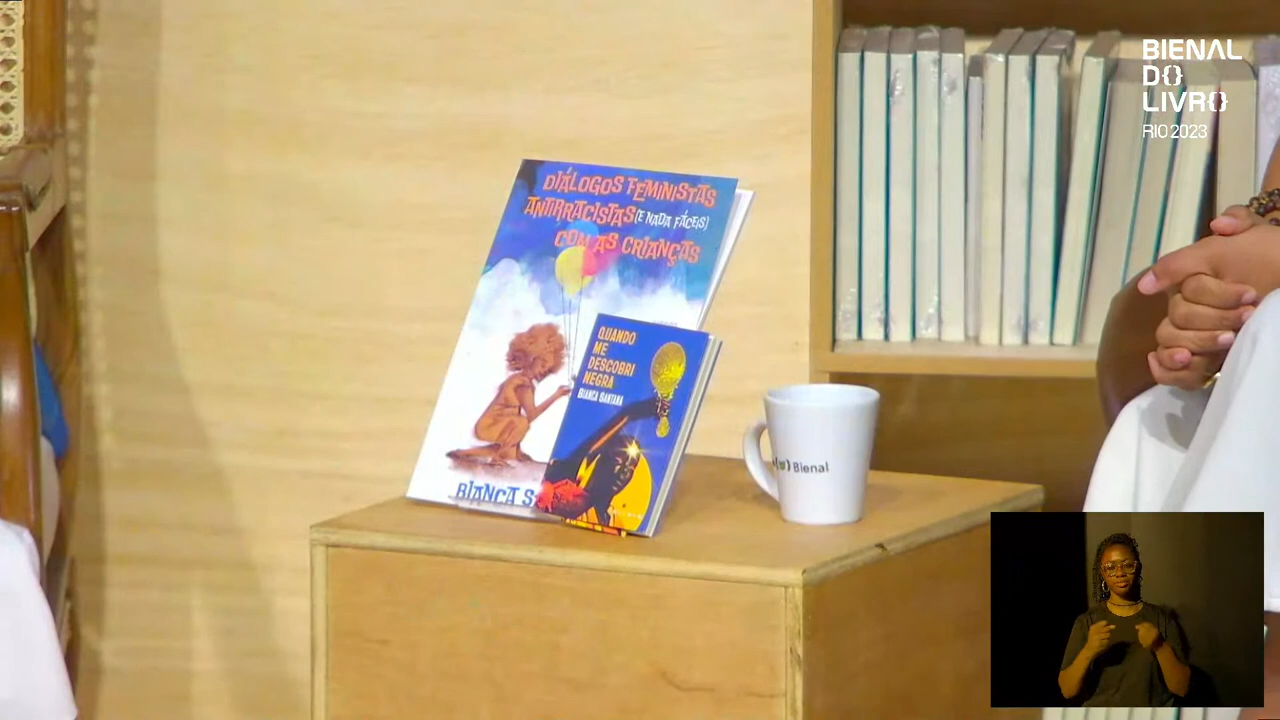 BIENAL
DO
LIVRO
RIO 2023
DIÁLOGOS FEMINISTAS
ANTIRRACISTAS (E NADA FÁCEIS)
COM AS CRIANÇAS
QUANDO
ME
DESCOBRI
NEGRA
BIANCA SANTANA
BIANCA S
Bienal